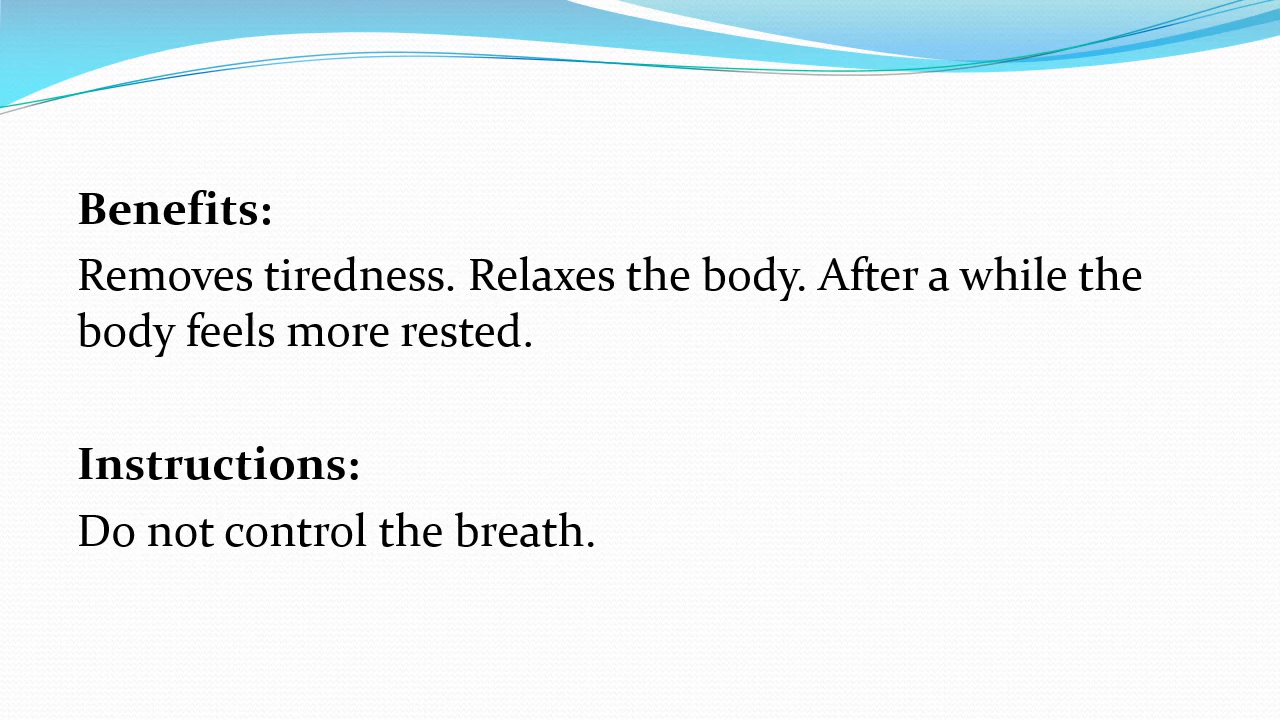 Benefits:
Removes tiredness. Relaxes the body. After a while the
body feels more rested.
Instructions:
Do not control the breath.